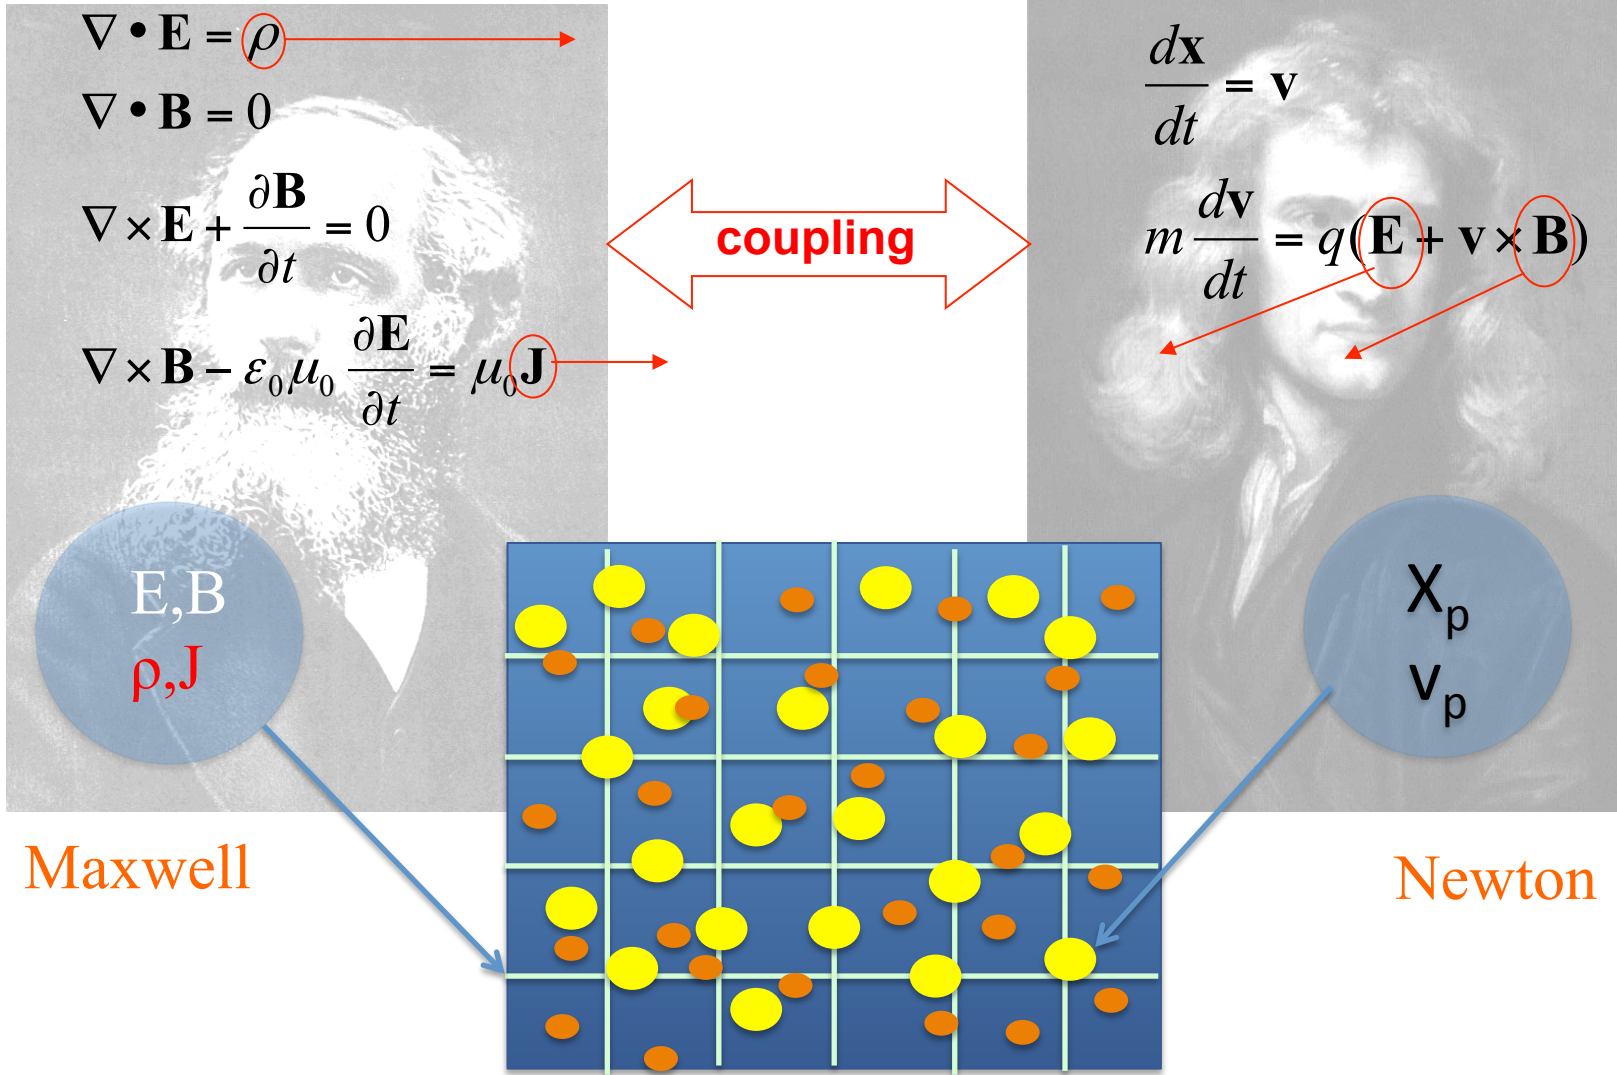 ∇ • E = ρ
∇ • B = 0
∇ × E + ∂B/∂t = 0
∇ × B − ε₀μ₀ ∂E/∂t = μ₀J
coupling
dx/dt = v
m dv/dt = q(E + v × B)
E,B
ρ,J
Xₚ
vₚ
Maxwell
Newton